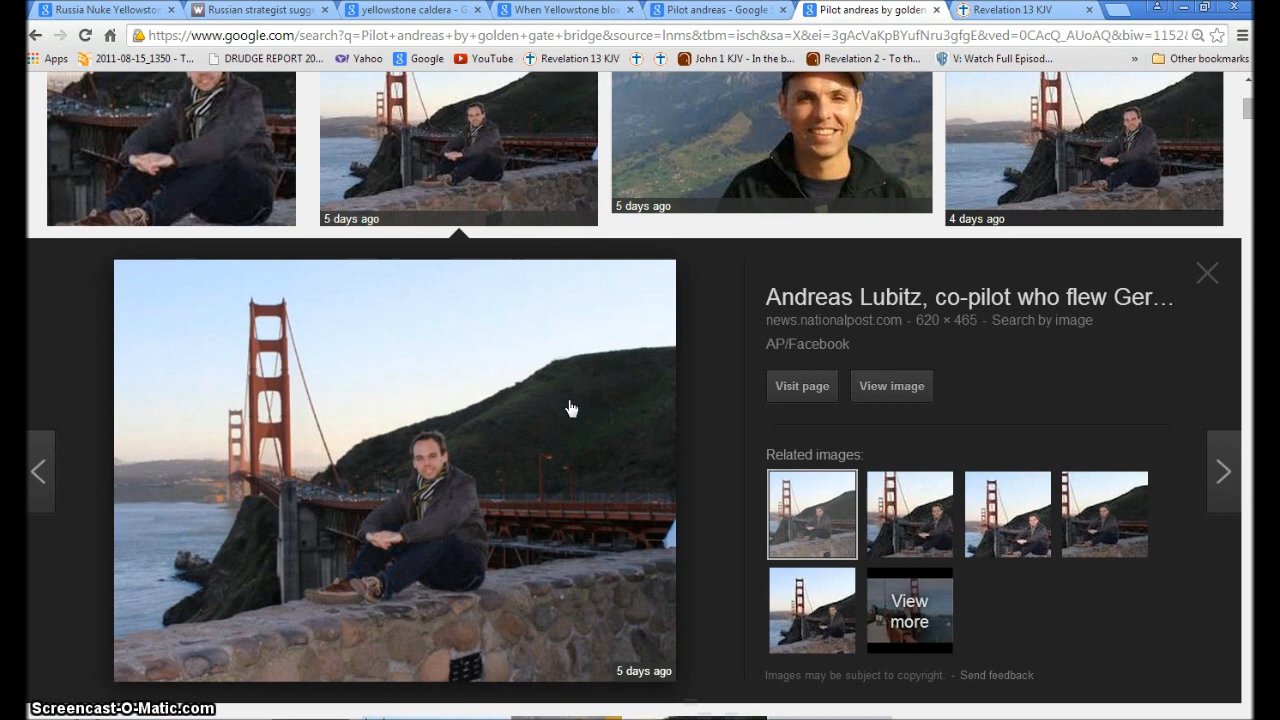 Russia Nuke Yellowstor
Russian strategist sugge
yellowstone caldera - G
When Yellowstone blov
Pilot andreas - Google S
Pilot andreas by golden
Revelation 13 KJV
https://www.google.com/search?q=Pilot+andreas+by+golden+gate+bridge&source=lnms&tbm=isch&sa=X&ei=3gAcVaKpBYufNru3gfgE&ved=0CAcQ_AUoAQ&biw=1152&
Apps
2011-08-15_1350 - T...
DRUDGE REPORT 20...
Yahoo
Google
YouTube
Revelation 13 KJV
John 1 KJV - In the b...
Revelation 2 - To th...
V: Watch Full Episod...
»
Other bookmarks
5 days ago
5 days ago
4 days ago
Andreas Lubitz, co-pilot who flew Ger...
news.nationalpost.com - 620 × 465 - Search by image
AP/Facebook
Visit page
View image
Related images:
View
more
5 days ago
Images may be subject to copyright. - Send feedback
Screencast-O-Matic.com